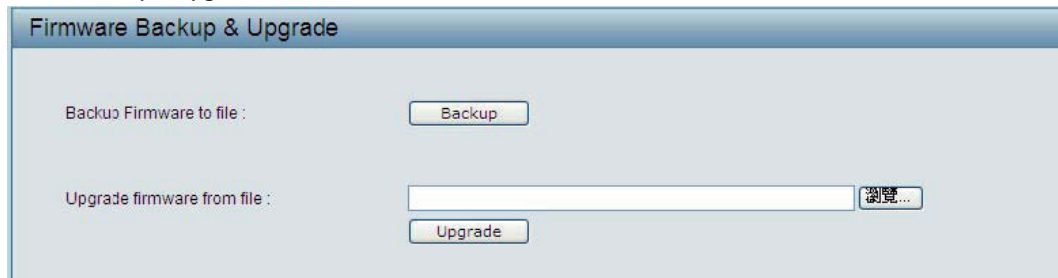 Firmware Backup & Upgrade
Backup Firmware to file :
Backup
Upgrade firmware from file :
瀏覽...
Upgrade